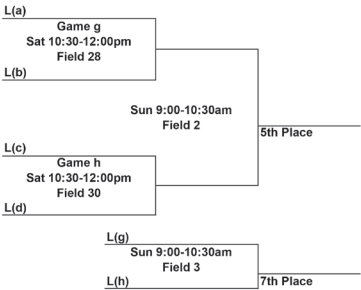 L(a)
Game g
Sat 10:30-12:00pm
Field 28
L(b)
Sun 9:00-10:30am
Field 2
5th Place
L(c)
Game h
Sat 10:30-12:00pm
Field 30
L(d)
L(g)
Sun 9:00-10:30am
Field 3
L(h)
7th Place